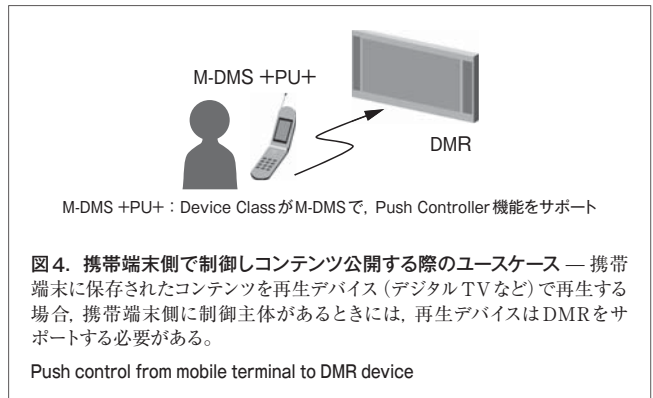 M-DMS +PU+
DMR
M-DMS +PU+：Device ClassがM-DMSで，Push Controller機能をサポート
図4．携帯端末側で制御しコンテンツ公開する際のユースケース — 携帯
端末に保存されたコンテンツを再生デバイス（デジタルTVなど）で再生する
場合，携帯端末側に制御主体があるときには，再生デバイスはDMRをサ
ポートする必要がある。
Push control from mobile terminal to DMR device